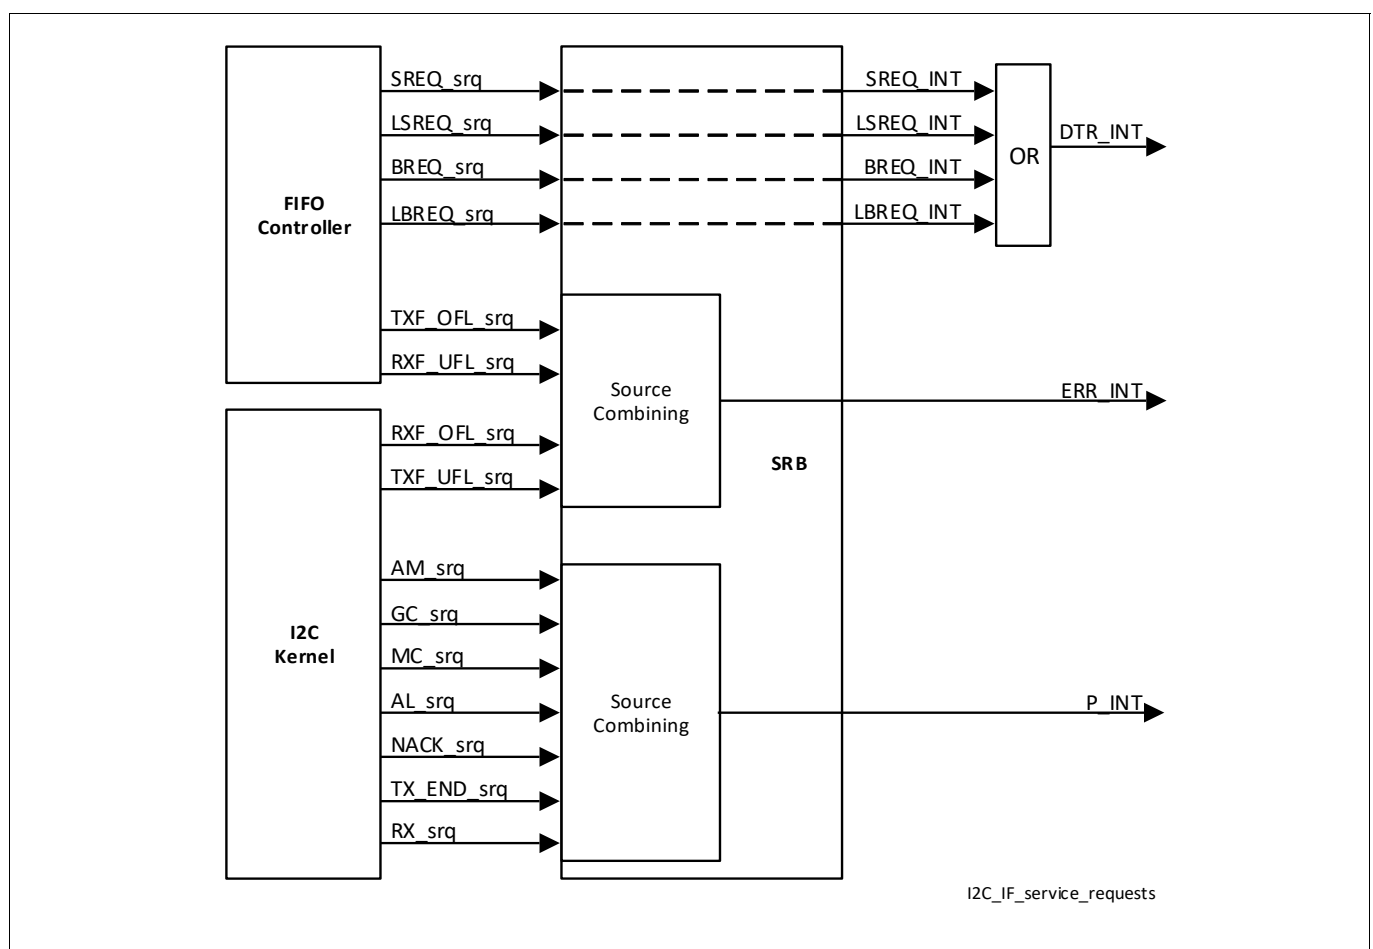 SREQ_srq
SREQ_INT
LSREQ_srq
LSREQ_INT
DTR_INT
BREQ_srq
BREQ_INT
OR
FIFO
Controller
LBREQ_srq
LBREQ_INT
TXF_OFL_srq
RXF_UFL_srq
Source
Combining
ERR_INT
RXF_OFL_srq
TXF_UFL_srq
SRB
AM_srq
GC_srq
I2C
Kernel
MC_srq
AL_srq
Source
Combining
P_INT
NACK_srq
TX_END_srq
RX_srq
I2C_IF_service_requests